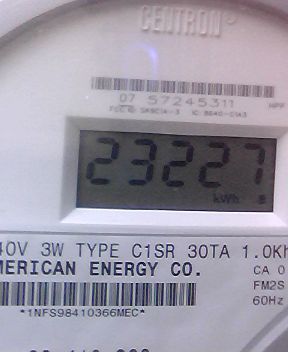 CENTRON
07 57245311
23227
kWh
40V 3W TYPE C1SR 30TA 1.0Kh
MERICAN ENERGY CO.
CA 0
FM2S
60Hz
*1NFS98410366MEC*